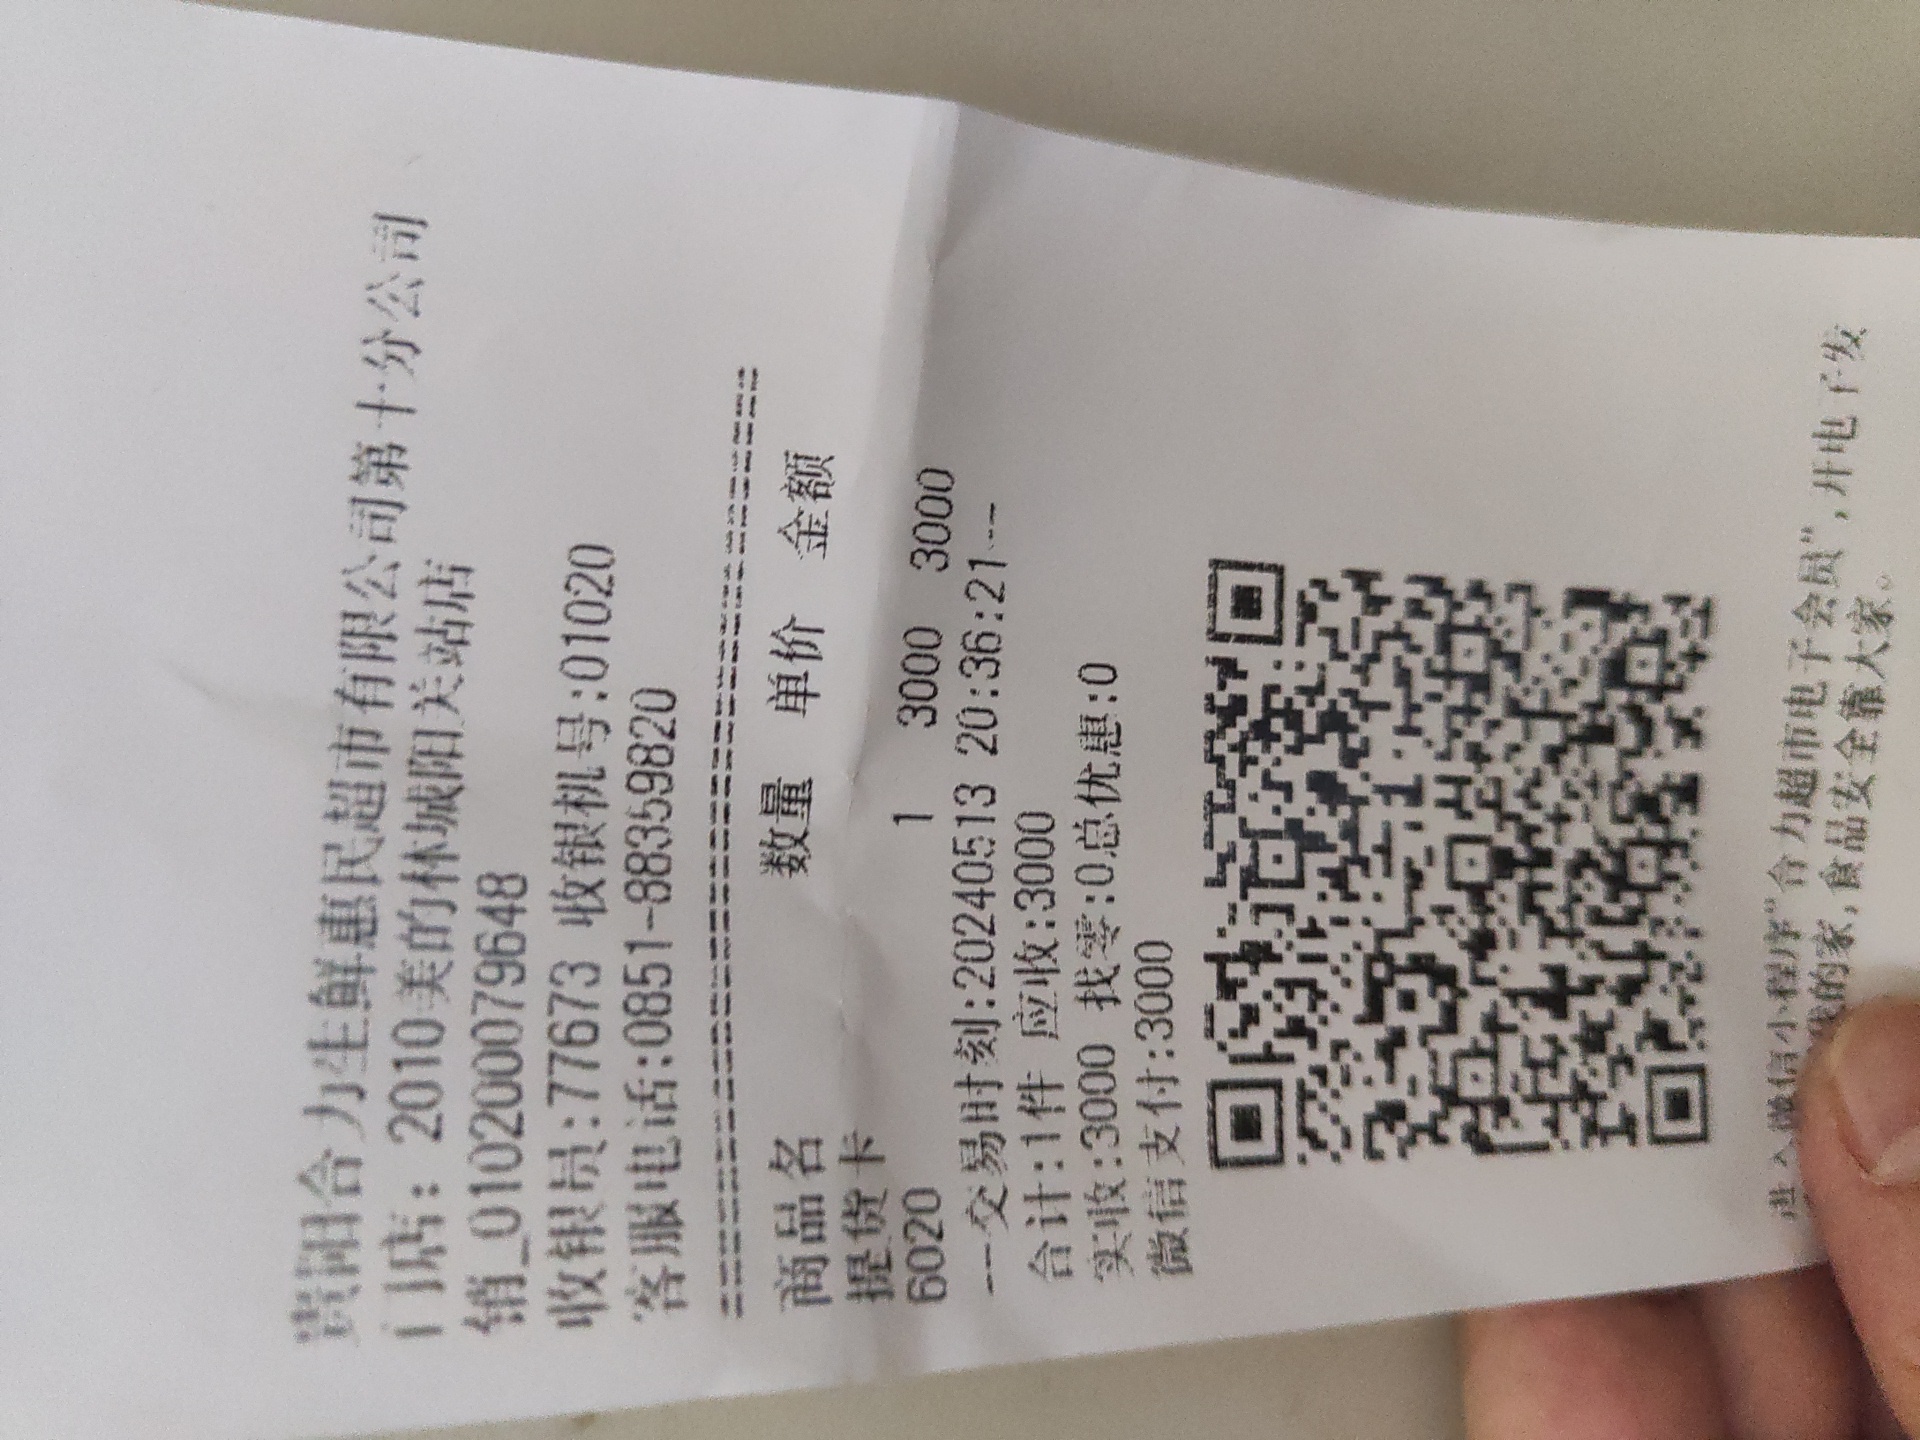 贵阳合力生鲜惠民超市有限公司第十分公司
门店: 2010美的林城阳关站店
销_01020007​9648
收银员:77673 收银机号:01020
客服电话:0851-88359820
================================
商品名 数量 单价 金额
提货卡
6020 1 3000 3000
---交易时刻:20240513 20:36:21---
合计:1件 应收:3000
实收:3000 找零:0总优惠:0
微信支付:3000
进入微信小程序"合力超市电子会员",开电子发
我的家,食品安全靠大家。